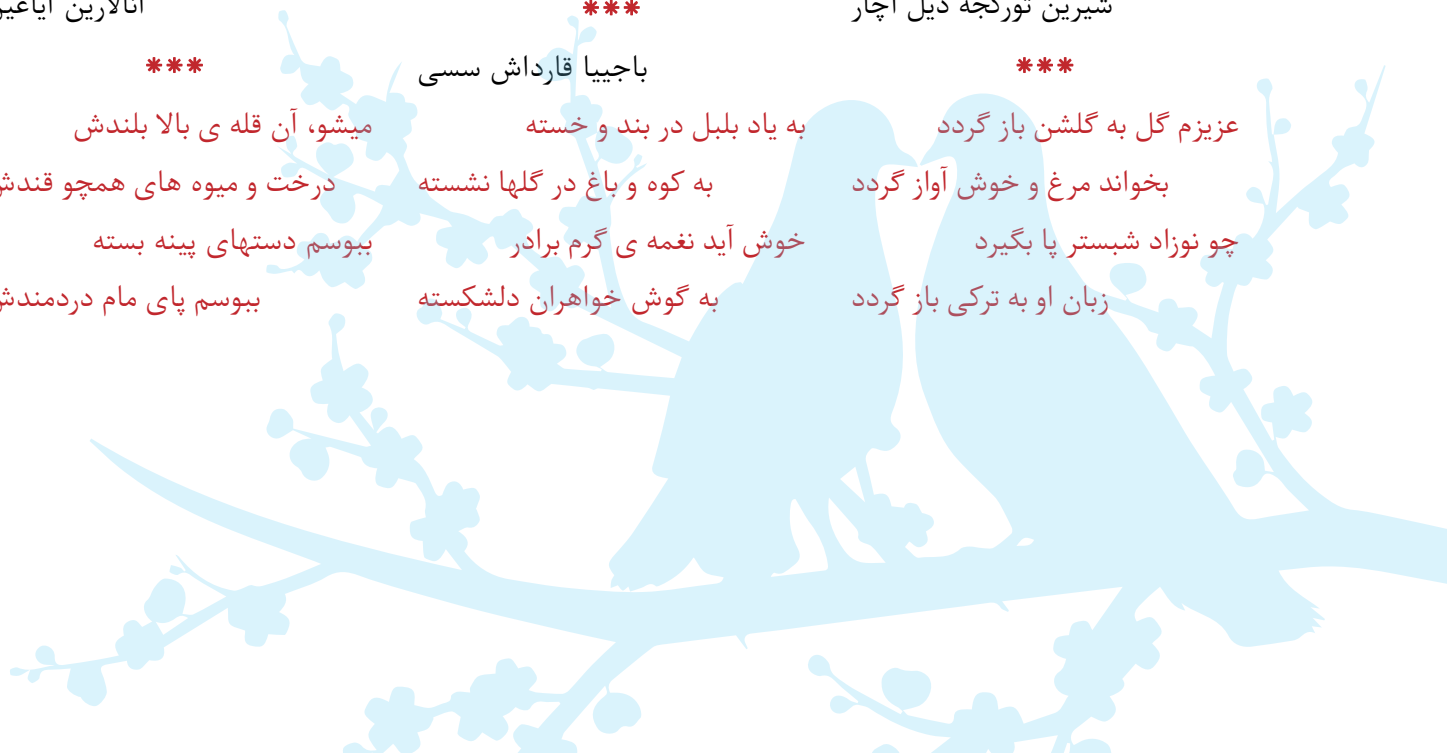 شیرین تورکجه دیل آچار
***
عزیزم گل به گلشن باز گردد
بخواند مرغ و خوش آواز گردد
چو نوزاد شبستر پا بگیرد
زبان او به ترکی باز گردد
***
باجییا قارداش سسی
به یاد بلبل در بند و خسته
به کوه و باغ در گلها نشسته
خوش آید نغمه ی گرم برادر
به گوش خواهران دلشکسته
آنالارین
***
میشو، آن قله ی بالا بلندش
درخت و میوه های همچو قندش
ببوسم دستهای پینه بسته
ببوسم پای مام دردمندش